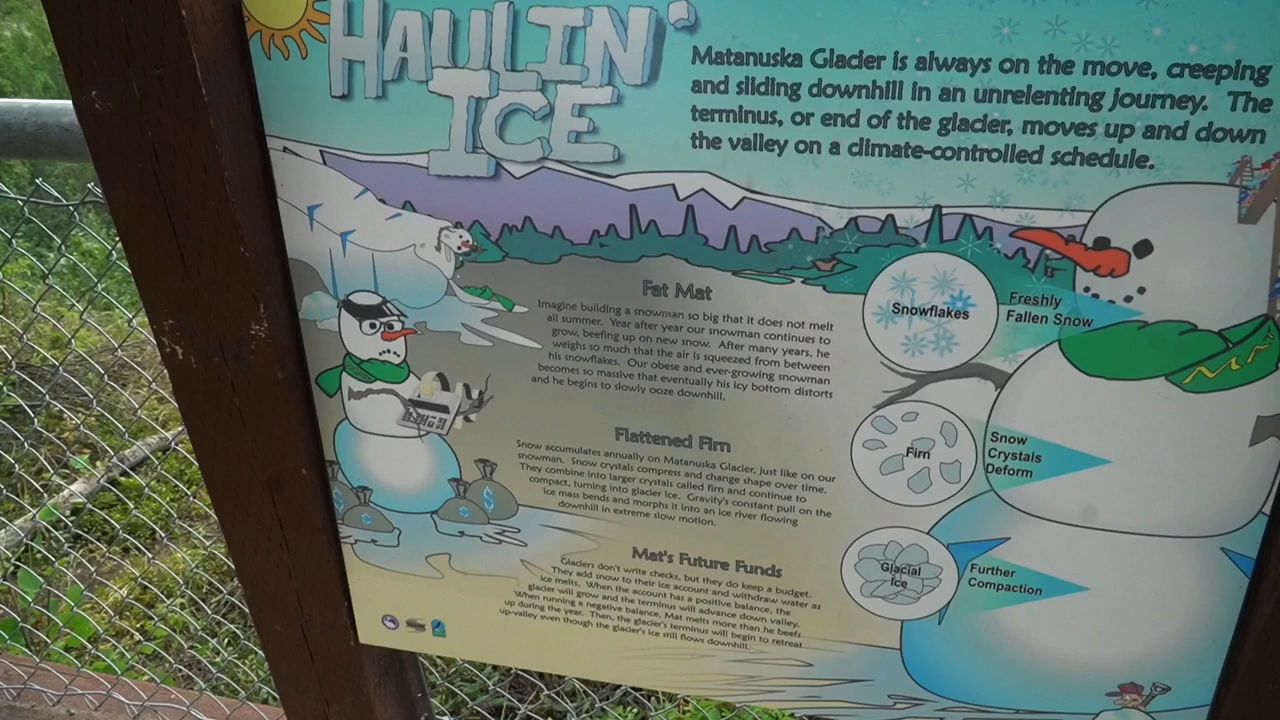 HAULIN'
ICE
Matanuska Glacier is always on the move, creeping
and sliding downhill in an unrelenting journey. The
terminus, or end of the glacier, moves up and down
the valley on a climate-controlled schedule.
Fat Mat
Imagine building a snowman so big that it does not melt
all summer. Year after year our snowman continues to
grow, beefing up on new snow. After many years, he
weighs so much that the air is squeezed from between
his snowflakes. Our obese and ever-growing snowman
becomes so massive that eventually his icy bottom distorts
and he begins to slowly ooze downhill.
Flattened Firn
Snow accumulates annually on Matanuska Glacier, just like on our
snowman. Snow crystals compress and change shape over time.
They combine into larger crystals called firn and continue to
compact, turning into glacier ice. Gravity's constant pull on the
ice mass bends and morphs it into an ice river flowing
downhill in extreme slow motion.
Mat's Future Funds
Glaciers don't write checks, but they do keep a budget.
They add snow to their ice account and withdraw water as
ice melts. When the account has a positive balance, the
glacier will grow and the terminus will advance down valley.
When running a negative balance, Mat melts more than he beefs
up during the year. Then, the glacier's terminus will begin to retreat
up-valley even though the glacier's ice still flows downhill.
Snowflakes
Freshly
Fallen Snow
Firn
Snow
Crystals
Deform
Glacial
Ice
Further
Compaction
MAT
$
$
$